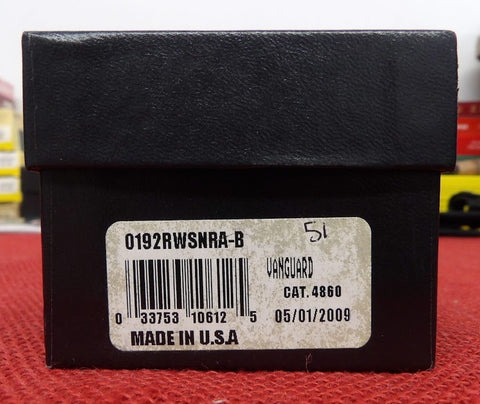 0192RWSNRA-B
51
VANGUARD
CAT. 4860
0 33753 10612 5
05/01/2009
MADE IN U.S.A